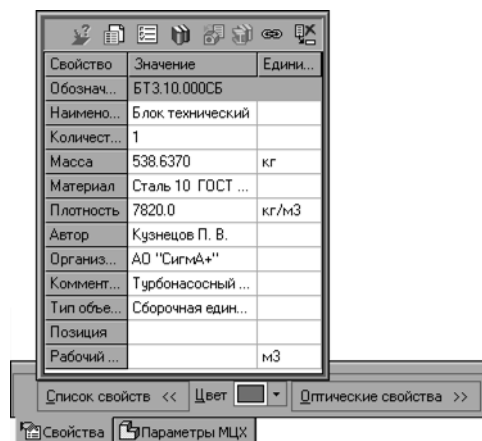 Свойство Значение Едини...
Обознач... БТ3.10.000СБ
Наимено... Блок технический
Количест... 1
Масса 538.6370 кг
Материал Сталь 10 ГОСТ ...
Плотность 7820.0 кг/м3
Автор Кузнецов П. В.
Организ... АО "СигмА+"
Коммент... Турбонасосный ...
Тип объе... Сборочная един...
Позиция
Рабочий ... м3
Список свойств << Цвет Оптические свойства >>
Свойства Параметры МЦХ